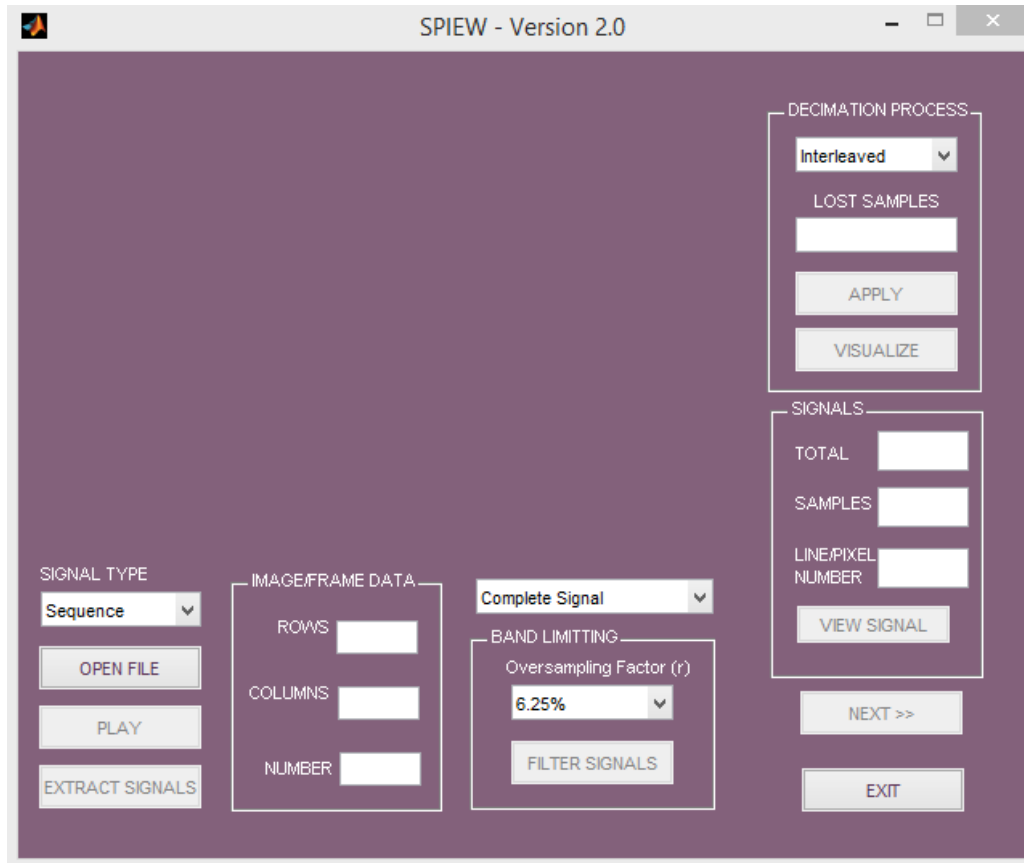 SPIEW - Version 2.0
DECIMATION PROCESS
Interleaved
LOST SAMPLES
APPLY
VISUALIZE
SIGNALS
TOTAL
SAMPLES
LINE/PIXEL
NUMBER
VIEW SIGNAL
NEXT >>
EXIT
SIGNAL TYPE
Sequence
OPEN FILE
PLAY
EXTRACT SIGNALS
IMAGE/FRAME DATA
ROWS
COLUMNS
NUMBER
Complete Signal
BAND LIMITTING
Oversampling Factor (r)
6.25%
FILTER SIGNALS